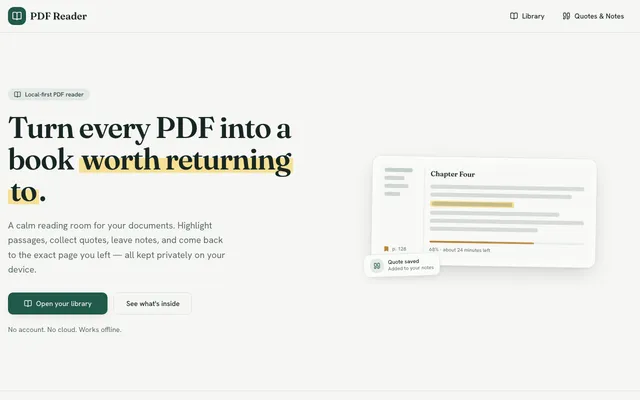 PDF Reader
Library
Quotes & Notes
Local-first PDF reader
Turn every PDF into a
book worth returning
to.
A calm reading room for your documents. Highlight
passages, collect quotes, leave notes, and come back
to the exact page you left — all kept privately on your
device.
Open your library
See what's inside
No account. No cloud. Works offline.
Chapter Four
p. 126
68% · about 24 minutes left
Quote saved
Added to your notes